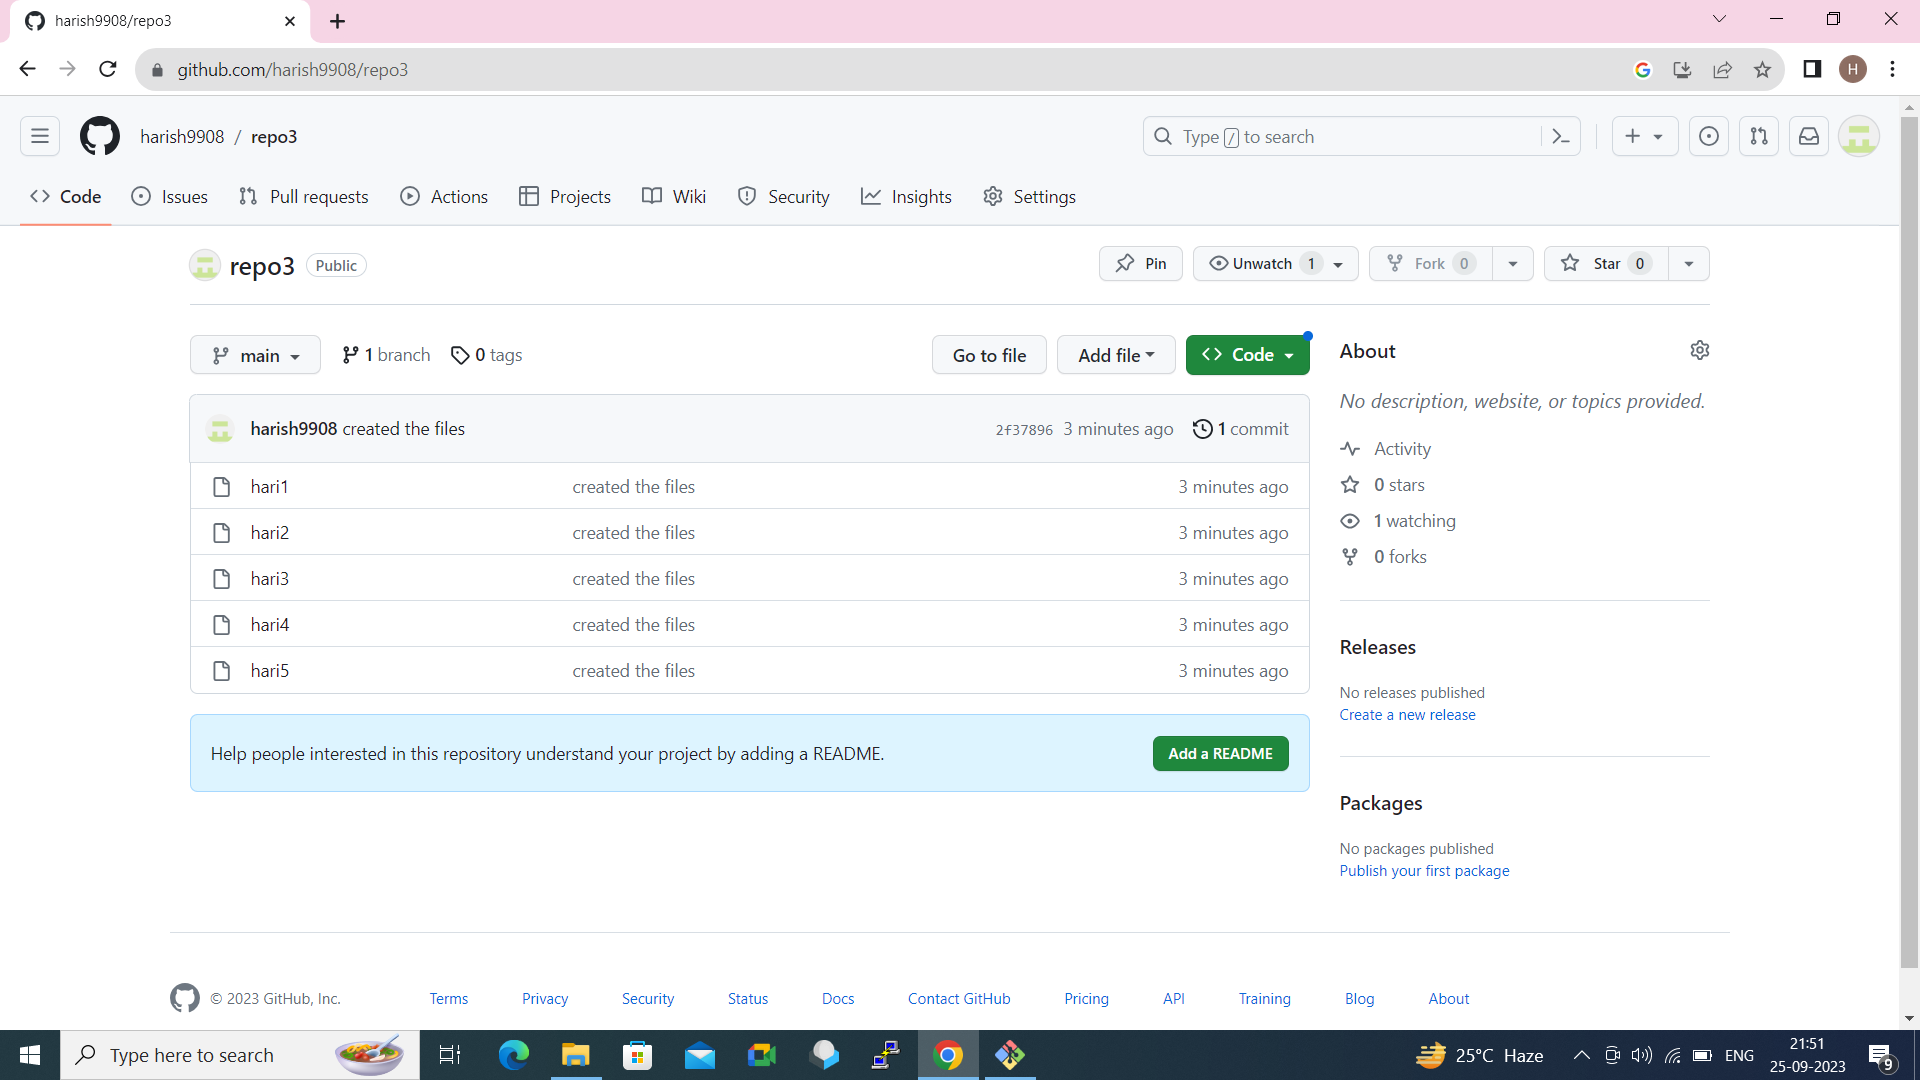 harish9908/repo3
github.com/harish9908/repo3
H
harish9908 / repo3
Type / to search
Code
Issues
Pull requests
Actions
Projects
Wiki
Security
Insights
Settings
repo3 Public
Pin
Unwatch 1
Fork 0
Star 0
main
1 branch
0 tags
Go to file
Add file
Code
harish9908 created the files 2f37896 3 minutes ago 1 commit
hari1 created the files 3 minutes ago
hari2 created the files 3 minutes ago
hari3 created the files 3 minutes ago
hari4 created the files 3 minutes ago
hari5 created the files 3 minutes ago
Help people interested in this repository understand your project by adding a README.
Add a README
About
No description, website, or topics provided.
Activity
0 stars
1 watching
0 forks
Releases
No releases published
Create a new release
Packages
No packages published
Publish your first package
© 2023 GitHub, Inc.
Terms
Privacy
Security
Status
Docs
Contact GitHub
Pricing
API
Training
Blog
About
Type here to search
25°C Haze
ENG
21:51
25-09-2023
9